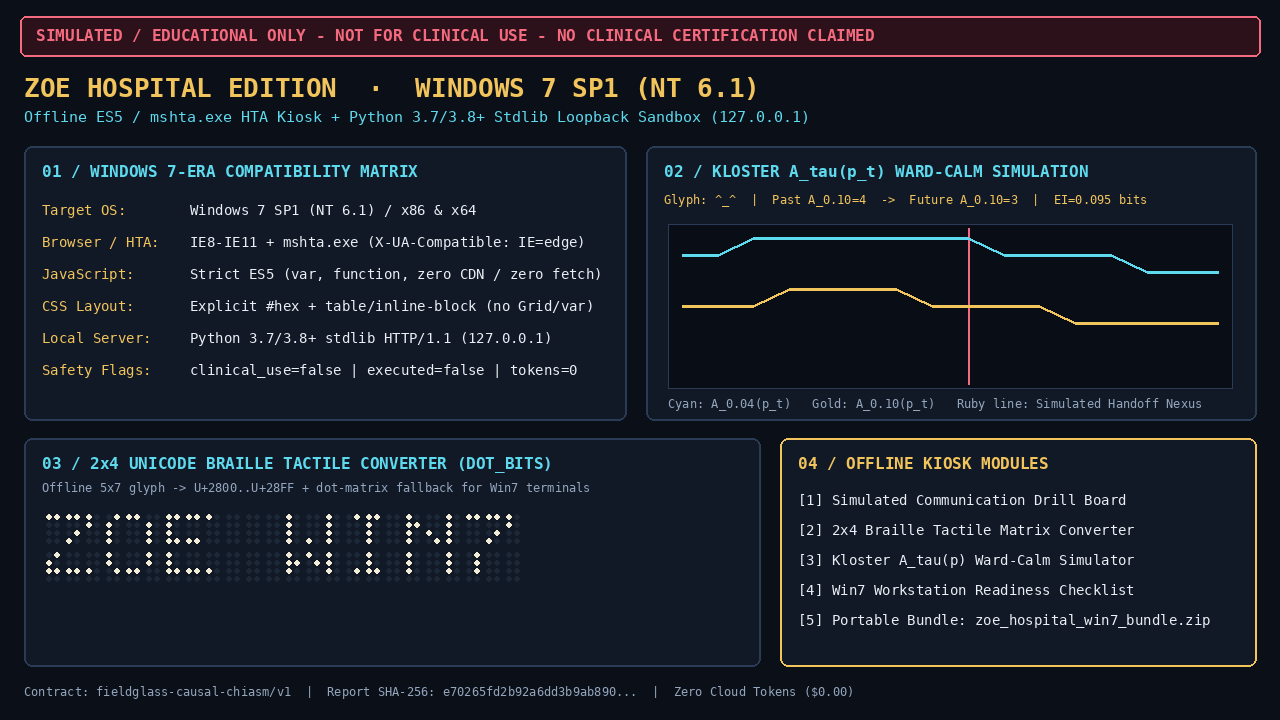 SIMULATED / EDUCATIONAL ONLY - NOT FOR CLINICAL USE - NO CLINICAL CERTIFICATION CLAIMED
ZOE HOSPITAL EDITION · WINDOWS 7 SP1 (NT 6.1)
Offline ES5 / mshta.exe HTA Kiosk + Python 3.7/3.8+ Stdlib Loopback Sandbox (127.0.0.1)
01 / WINDOWS 7-ERA COMPATIBILITY MATRIX
Target OS: Windows 7 SP1 (NT 6.1) / x86 & x64
Browser / HTA: IE8-IE11 + mshta.exe (X-UA-Compatible: IE=edge)
JavaScript: Strict ES5 (var, function, zero CDN / zero fetch)
CSS Layout: Explicit #hex + table/inline-block (no Grid/var)
Local Server: Python 3.7/3.8+ stdlib HTTP/1.1 (127.0.0.1)
Safety Flags: clinical_use=false | executed=false | tokens=0
02 / KLOSTER A_tau(p_t) WARD-CALM SIMULATION
Glyph: ^_^ | Past A_0.10=4 -> Future A_0.10=3 | EI=0.095 bits
Cyan: A_0.04(p_t) Gold: A_0.10(p_t) Ruby line: Simulated Handoff Nexus
03 / 2x4 UNICODE BRAILLE TACTILE CONVERTER (DOT_BITS)
Offline 5x7 glyph -> U+2800..U+28FF + dot-matrix fallback for Win7 terminals
ZOE WIN7
04 / OFFLINE KIOSK MODULES
[1] Simulated Communication Drill Board
[2] 2x4 Braille Tactile Matrix Converter
[3] Kloster A_tau(p) Ward-Calm Simulator
[4] Win7 Workstation Readiness Checklist
[5] Portable Bundle: zoe_hospital_win7_bundle.zip
Contract: fieldglass-causal-chiasm/v1 | Report SHA-256: e70265fd2b92a6dd3b9ab890... | Zero Cloud Tokens ($0.00)